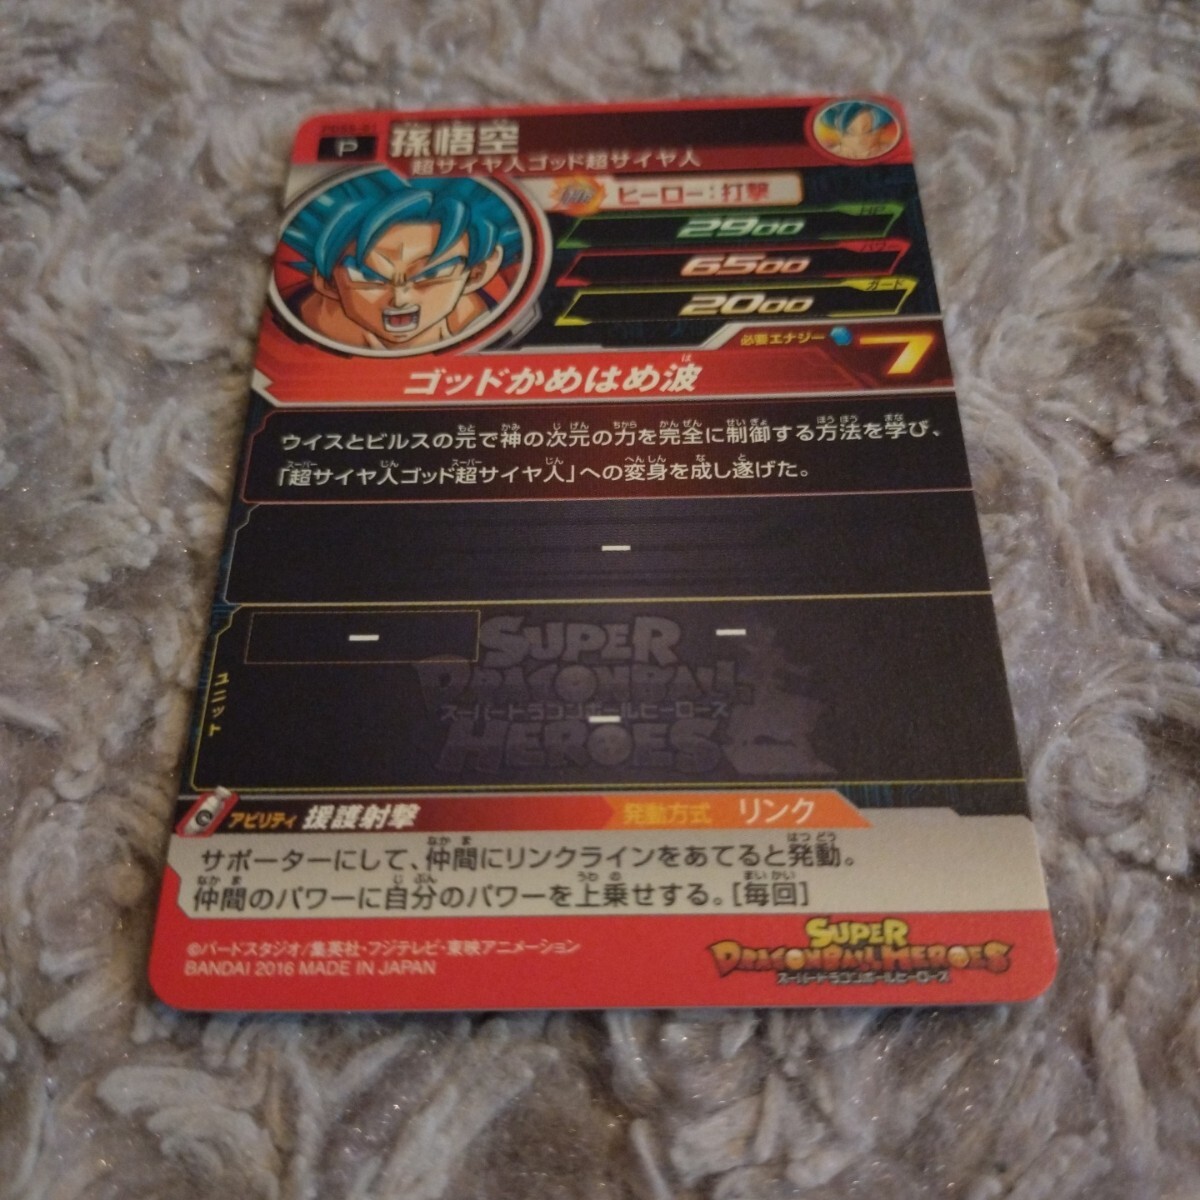 P
孫悟空
超サイヤ人ゴッド超サイヤ人
ヒーロー:打撃
HP
2900
パワー
6500
ガード
2000
必要エナジー 7
ゴッドかめはめ波
ウイスとビルスの元で神の次元の力を完全に制御する方法を学び、
「超サイヤ人ゴッド超サイヤ人」への変身を成し遂げた。
ー
ー
ー
ー
ユニット
SUPER
DRAGONBALL
スーパードラゴンボールヒーローズ
HEROES
アビリティ 援護射撃 発動方式 リンク
サポーターにして、仲間にリンクラインをあてると発動。
仲間のパワーに自分のパワーを上乗せする。[毎回]
©バードスタジオ/集英社・フジテレビ・東映アニメーション
BANDAI 2016 MADE IN JAPAN
SUPER
DRAGONBALL HEROES
スーパードラゴンボールヒーローズ